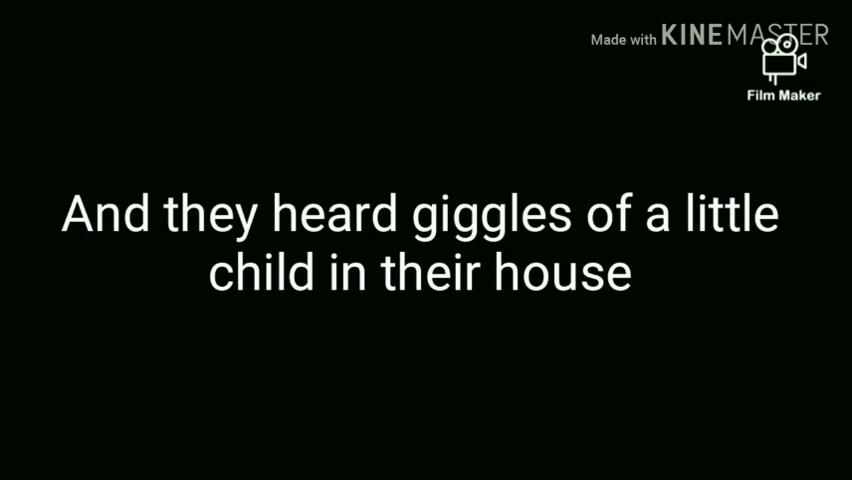 Made with KINEMASTER
Film Maker
And they heard giggles of a little
child in their house